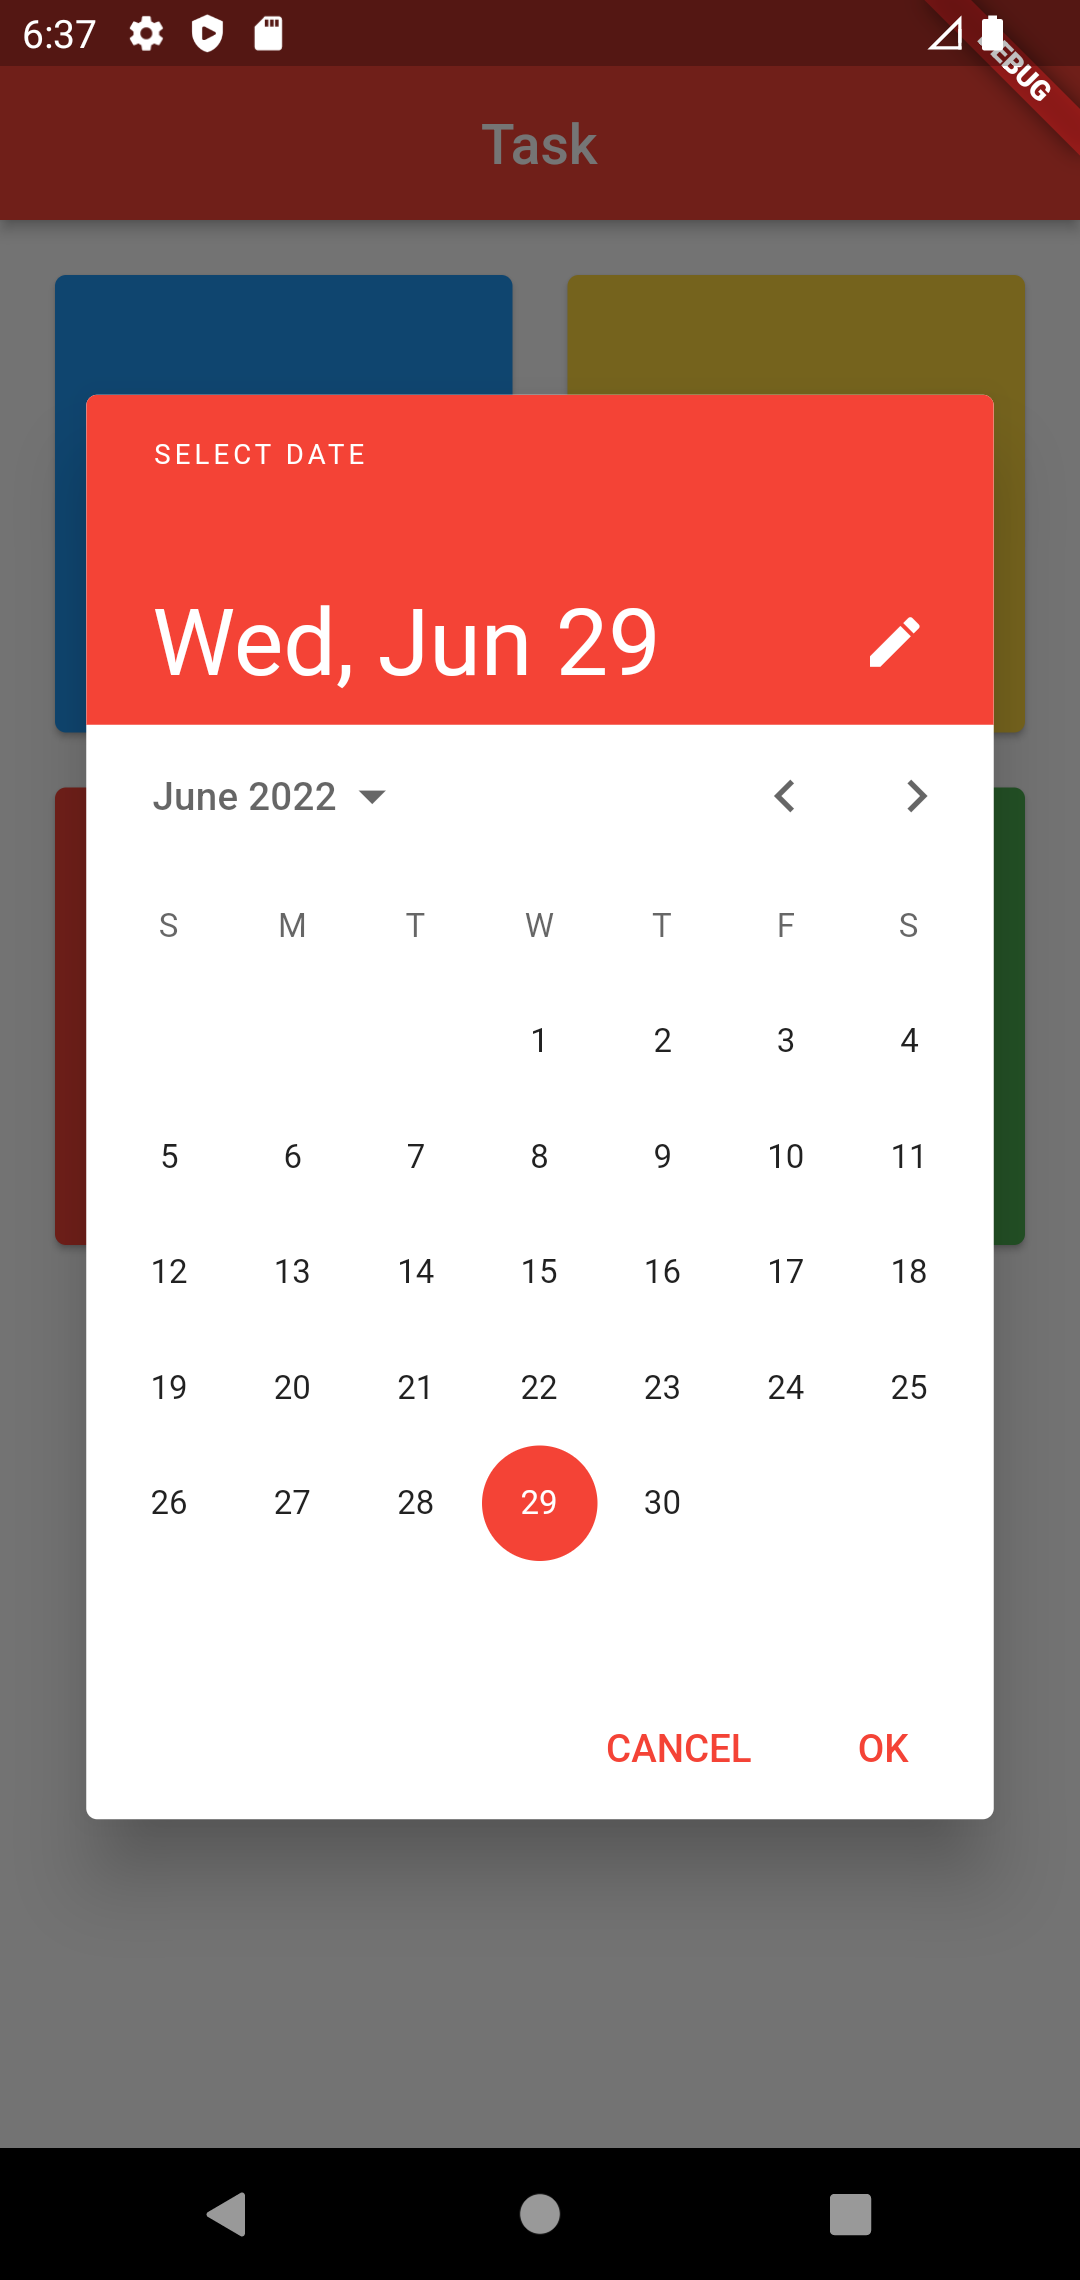 6:37
DEBUG
Task
SELECT DATE
Wed, Jun 29
June 2022
S M T W T F S
1 2 3 4
5 6 7 8 9 10 11
12 13 14 15 16 17 18
19 20 21 22 23 24 25
26 27 28 29 30
CANCEL OK